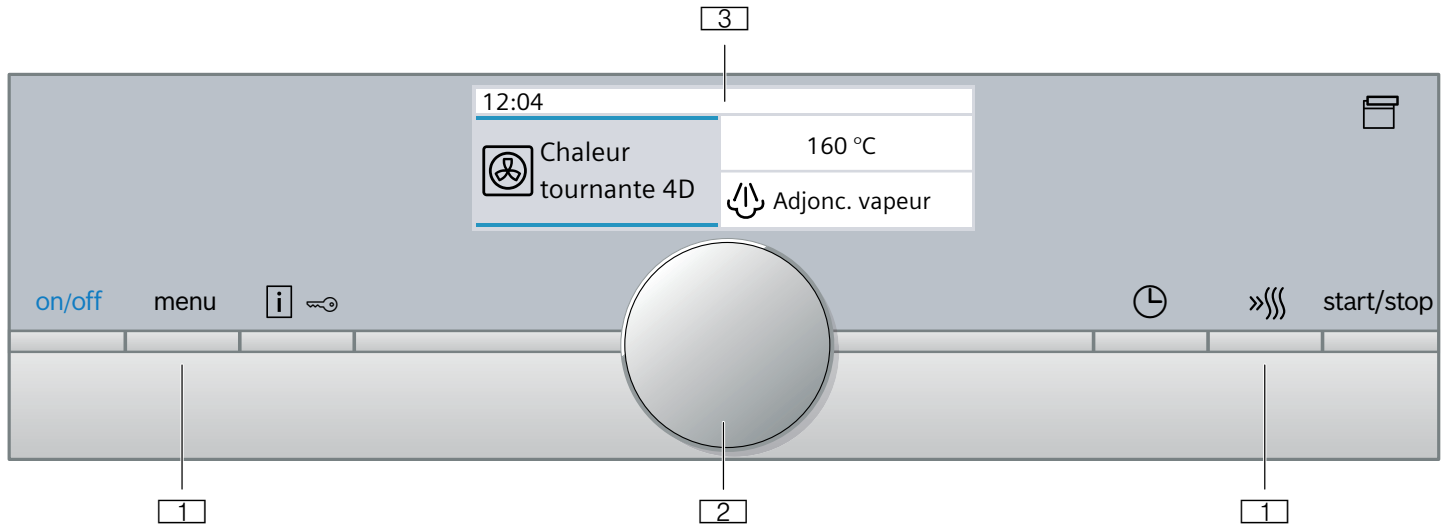 3
12:04
Chaleur
tournante 4D
160 °C
Adjonc. vapeur
on/off menu i start/stop
1 2 1